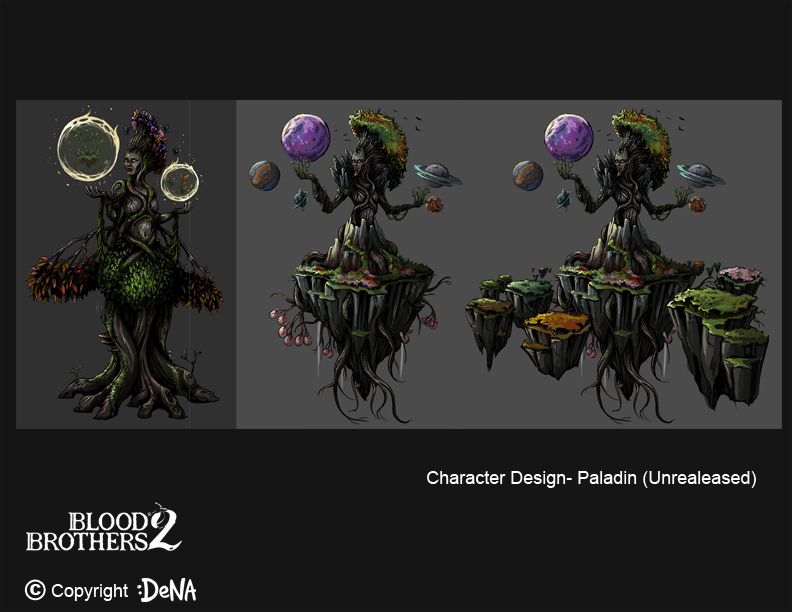 Character Design- Paladin (Unrealeased)
BLOOD
BROTHERS 2
© Copyright :DeNA